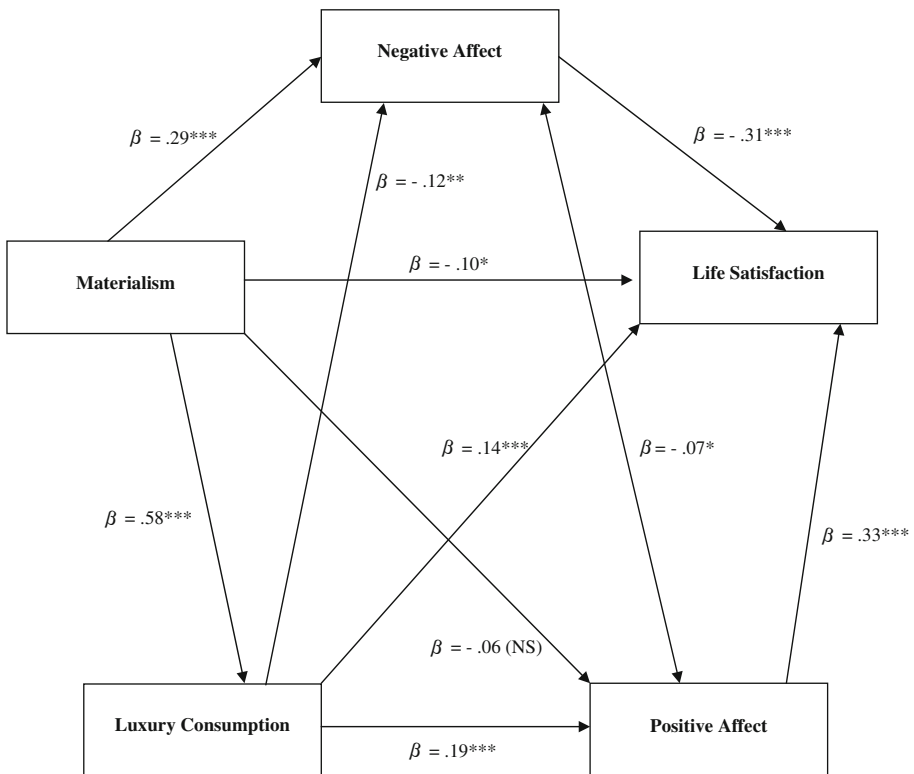 Negative Affect
β = .29***
β = - .31***
β = - .12**
Materialism
β = - .10*
Life Satisfaction
β = .14***
β = - .07*
β = .58***
β = .33***
β = - .06 (NS)
Luxury Consumption
Positive Affect
β = .19***